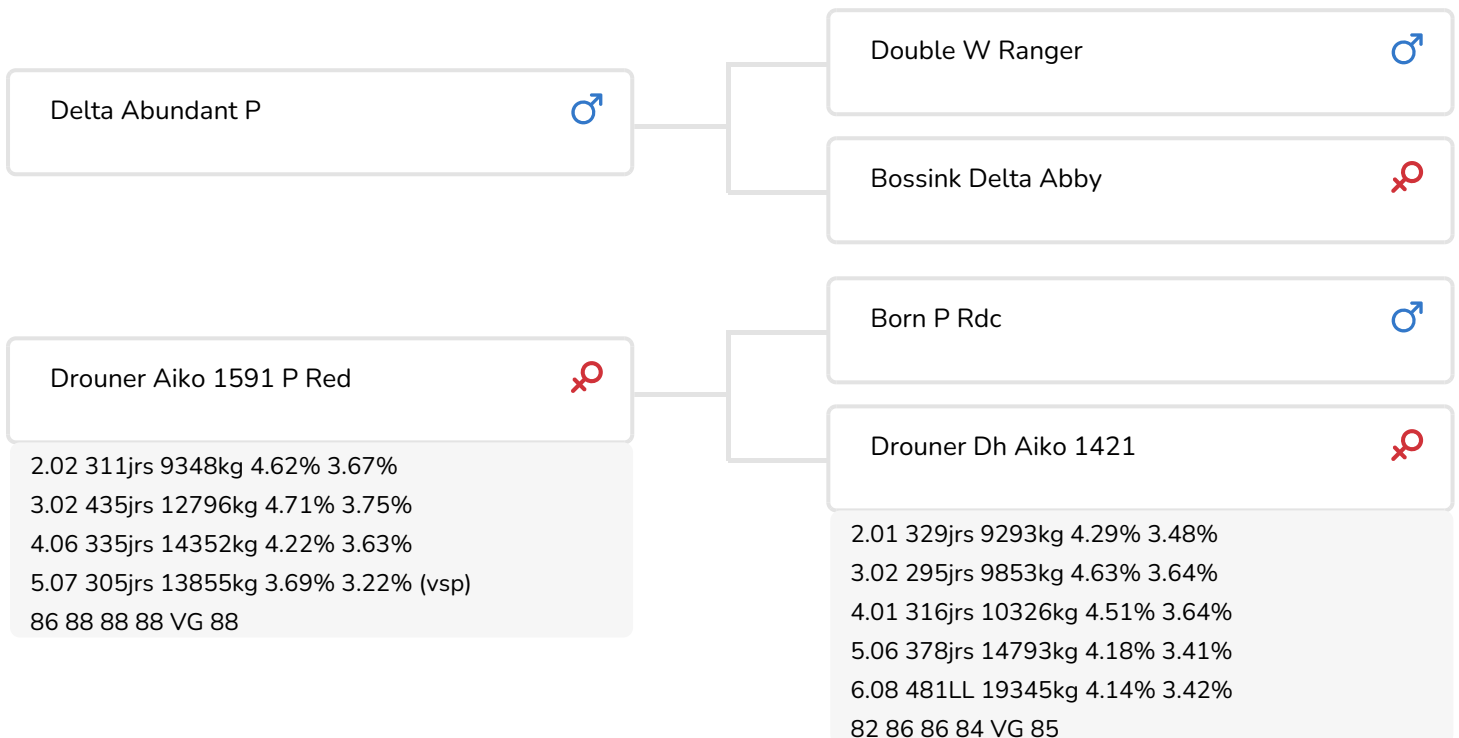 Delta Abundant P
Double W Ranger
Bossink Delta Abby
Drouner Aiko 1591 P Red
2.02 311jrs 9348kg 4.62% 3.67%
3.02 435jrs 12796kg 4.71% 3.75%
4.06 335jrs 14352kg 4.22% 3.63%
5.07 305jrs 13855kg 3.69% 3.22% (vsp)
86 88 88 88 VG 88
Born P Rdc
Drouner Dh Aiko 1421
2.01 329jrs 9293kg 4.29% 3.48%
3.02 295jrs 9853kg 4.63% 3.64%
4.01 316jrs 10326kg 4.51% 3.64%
5.06 378jrs 14793kg 4.18% 3.41%
6.08 481LL 19345kg 4.14% 3.42%
82 86 86 84 VG 85